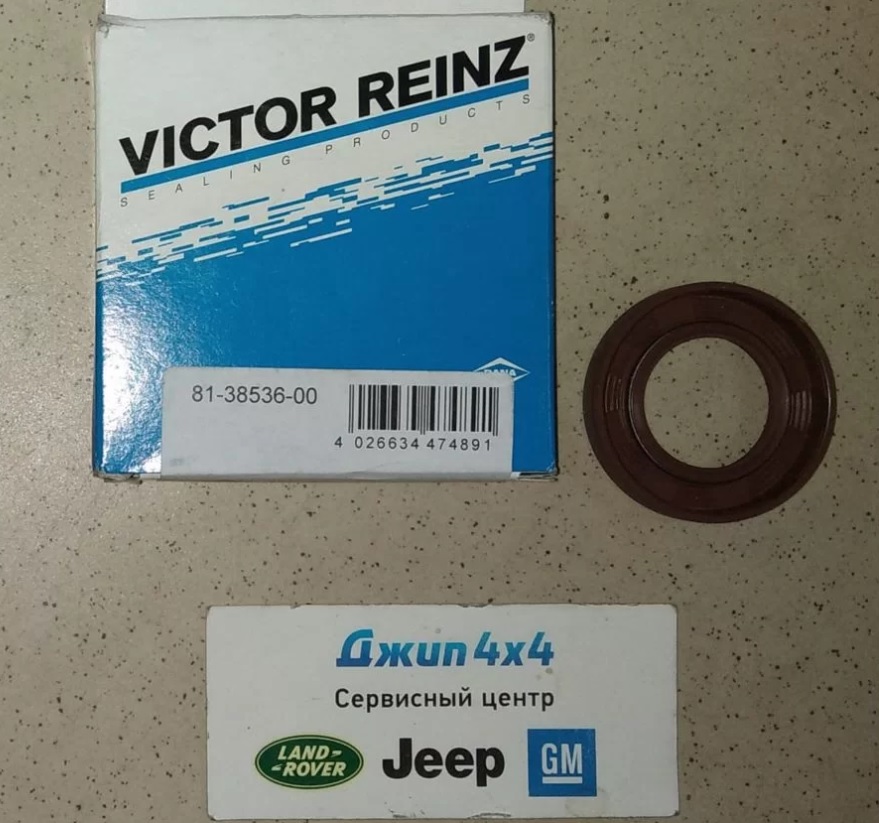 VICTOR REINZ®
SEALING PRODUCTS
DANA
81-38536-00
4 026634 474891
Джип 4x4
Сервисный центр
LAND-
-ROVER
Jeep
GM